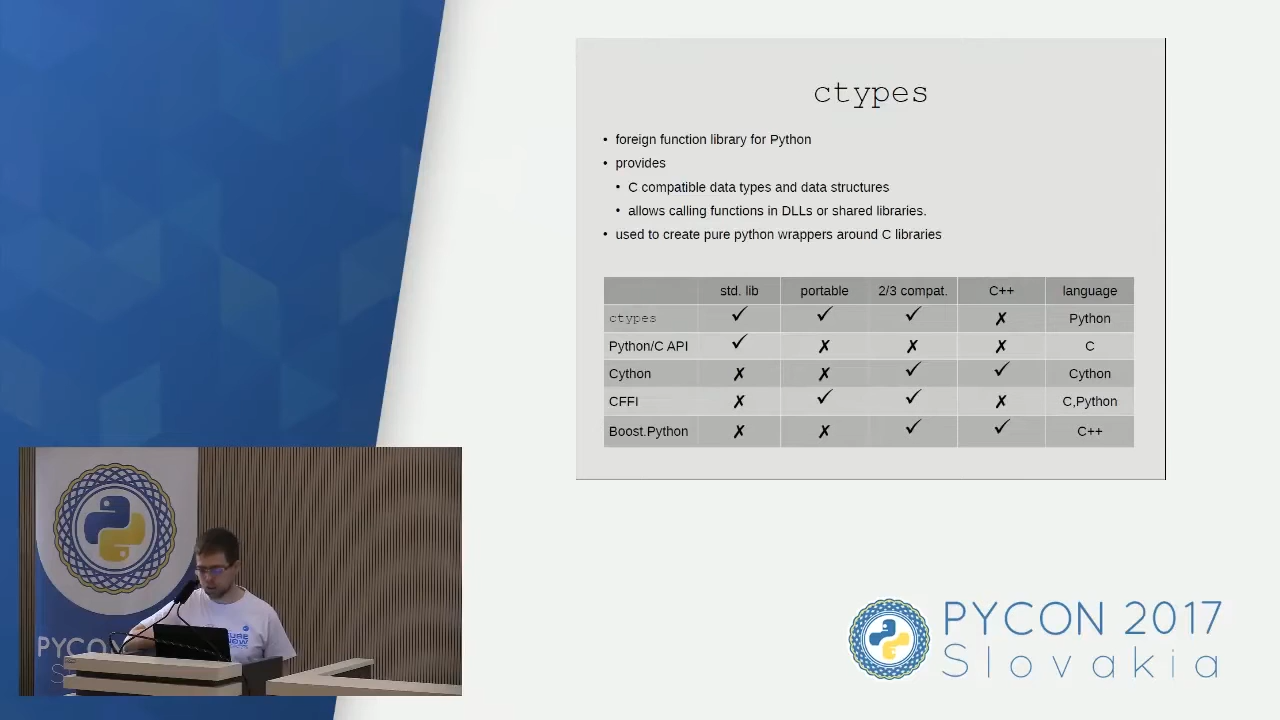 ctypes
• foreign function library for Python
• provides
• C compatible data types and data structures
• allows calling functions in DLLs or shared libraries.
• used to create pure python wrappers around C libraries
std. lib portable 2/3 compat. C++ language
ctypes ✓ ✓ ✓ ✗ Python
Python/C API ✓ ✗ ✗ ✗ C
Cython ✗ ✗ ✓ ✓ Cython
CFFI ✗ ✓ ✓ ✗ C,Python
Boost.Python ✗ ✗ ✓ ✓ C++
PYCON 2017
Slovakia
PYCON